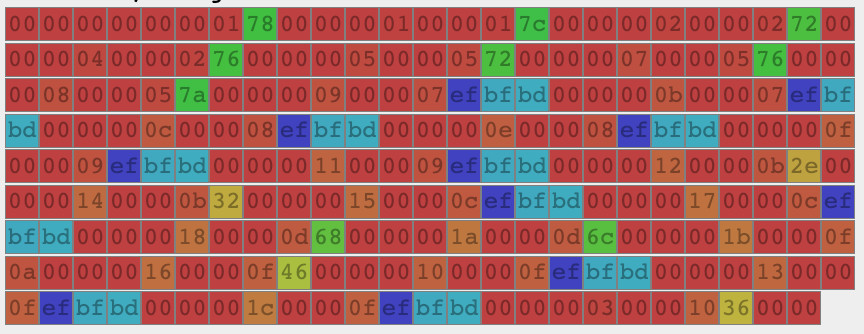 00 00 00 00 00 00 01 78 00 00 00 01 00 00 01 7c 00 00 00 02 00 00 02 72 00
00 00 04 00 00 02 76 00 00 00 05 00 00 05 72 00 00 00 07 00 00 05 76 00 00
00 08 00 00 05 7a 00 00 00 09 00 00 07 ef bf bd 00 00 00 0b 00 00 07 ef bf
bd 00 00 00 0c 00 00 08 ef bf bd 00 00 00 0e 00 00 08 ef bf bd 00 00 00 0f
00 00 09 ef bf bd 00 00 00 11 00 00 09 ef bf bd 00 00 00 12 00 00 0b 2e 00
00 00 14 00 00 0b 32 00 00 00 15 00 00 0c ef bf bd 00 00 00 17 00 00 0c ef
bf bd 00 00 00 18 00 00 0d 68 00 00 00 1a 00 00 0d 6c 00 00 00 1b 00 00 0f
0a 00 00 00 16 00 00 0f 46 00 00 00 10 00 00 0f ef bf bd 00 00 00 13 00 00
0f ef bf bd 00 00 00 1c 00 00 0f ef bf bd 00 00 00 03 00 00 10 36 00 00